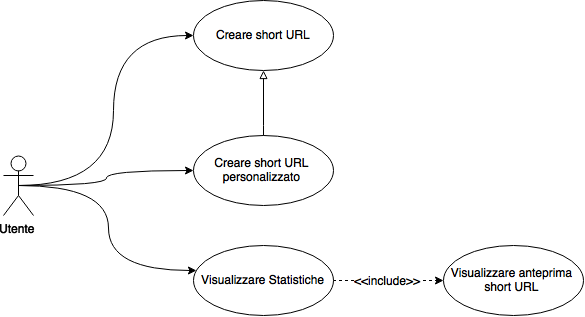 Creare short URL
Creare short URL
personalizzato
Utente
Visualizzare Statistiche
<<include>>
Visualizzare anteprima
short URL